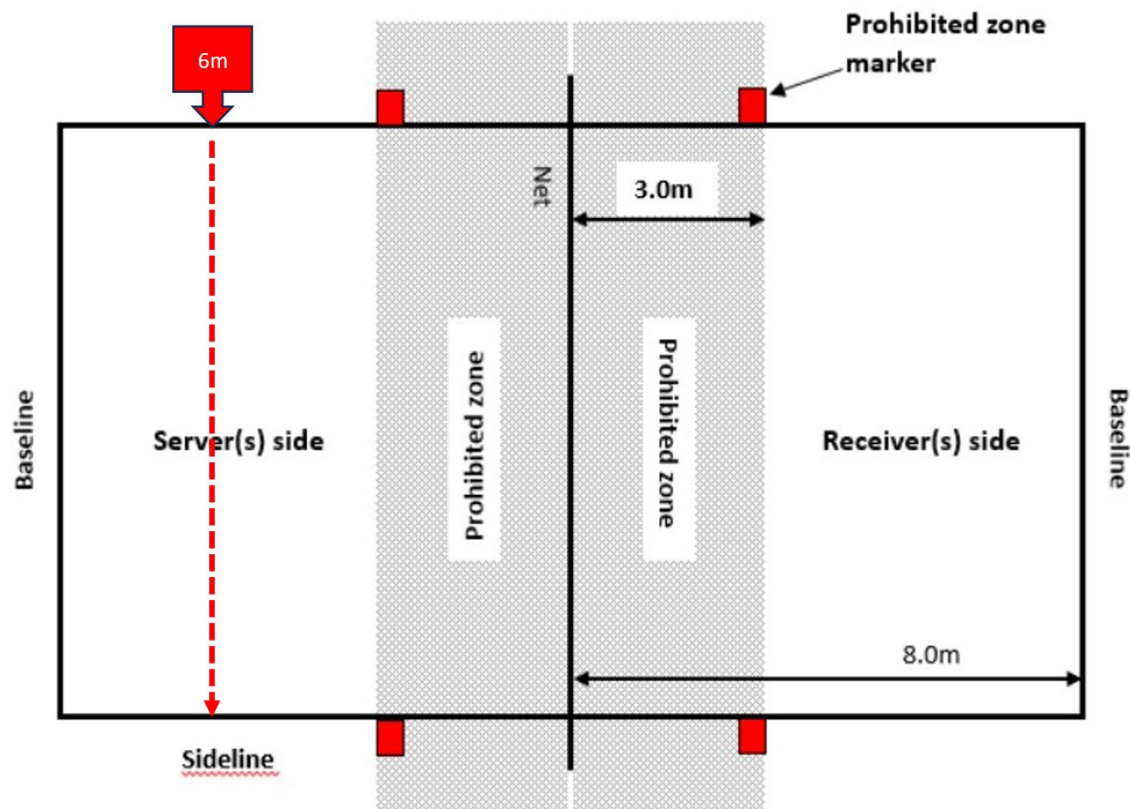 Prohibited zone
marker
6m
Net
3.0m
Prohibited zone
Prohibited zone
Baseline
Server(s) side
Receiver(s) side
Baseline
8.0m
Sideline